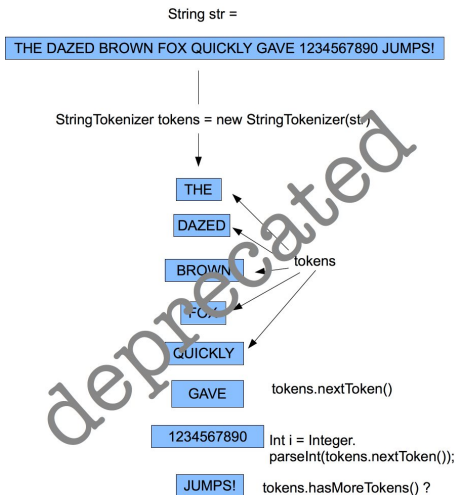 String str =
THE DAZED BROWN FOX QUICKLY GAVE 1234567890 JUMPS!
StringTokenizer tokens = new StringTokenizer(str)
THE
DAZED
tokens
BROWN
FOX
QUICKLY
GAVE
tokens.nextToken()
1234567890
Int i = Integer.
parseInt(tokens.nextToken());
JUMPS!
tokens.hasMoreTokens() ?
deprecated